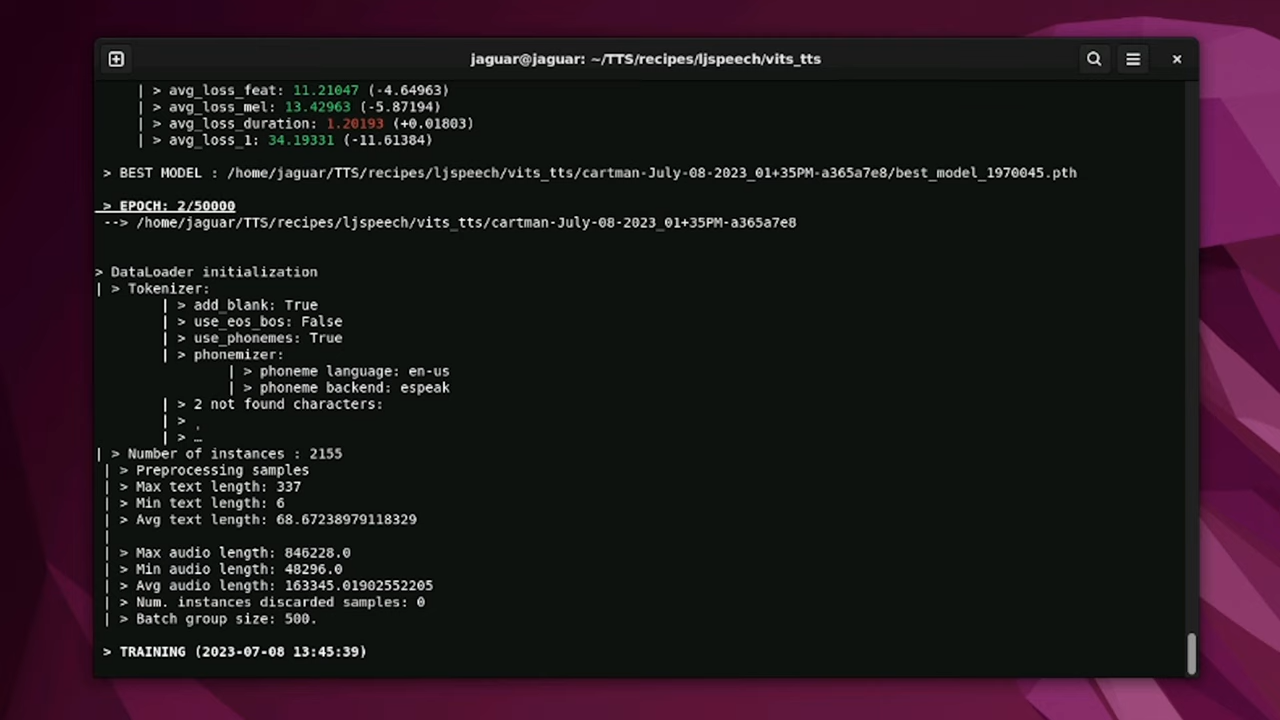 jaguar@jaguar: ~/TTS/recipes/ljspeech/vits_tts
| > avg_loss_feat: 11.21047 (-4.64963)
| > avg_loss_mel: 13.42963 (-5.87194)
| > avg_loss_duration: 1.20193 (+0.01803)
| > avg_loss_1: 34.19331 (-11.61384)
> BEST MODEL : /home/jaguar/TTS/recipes/ljspeech/vits_tts/cartman-July-08-2023_01+35PM-a365a7e8/best_model_1970045.pth
> EPOCH: 2/50000
--> /home/jaguar/TTS/recipes/ljspeech/vits_tts/cartman-July-08-2023_01+35PM-a365a7e8
> DataLoader initialization
| > Tokenizer:
| > add_blank: True
| > use_eos_bos: False
| > use_phonemes: True
| > phonemizer:
| > phoneme language: en-us
| > phoneme backend: espeak
| > 2 not found characters:
| > ̩
| > …
| > Number of instances : 2155
| > Preprocessing samples
| > Max text length: 337
| > Min text length: 6
| > Avg text length: 68.67238979118329
|
| > Max audio length: 846228.0
| > Min audio length: 48296.0
| > Avg audio length: 163345.01902552205
| > Num. instances discarded samples: 0
| > Batch group size: 500.
> TRAINING (2023-07-08 13:45:39)